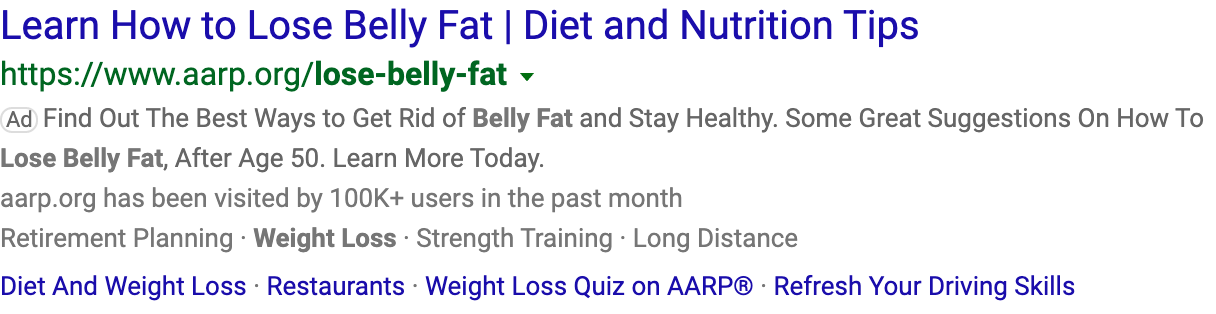 Learn How to Lose Belly Fat | Diet and Nutrition Tips
https://www.aarp.org/lose-belly-fat
Ad Find Out The Best Ways to Get Rid of Belly Fat and Stay Healthy. Some Great Suggestions On How To
Lose Belly Fat, After Age 50. Learn More Today.
aarp.org has been visited by 100K+ users in the past month
Retirement Planning · Weight Loss · Strength Training · Long Distance
Diet And Weight Loss · Restaurants · Weight Loss Quiz on AARP® · Refresh Your Driving Skills